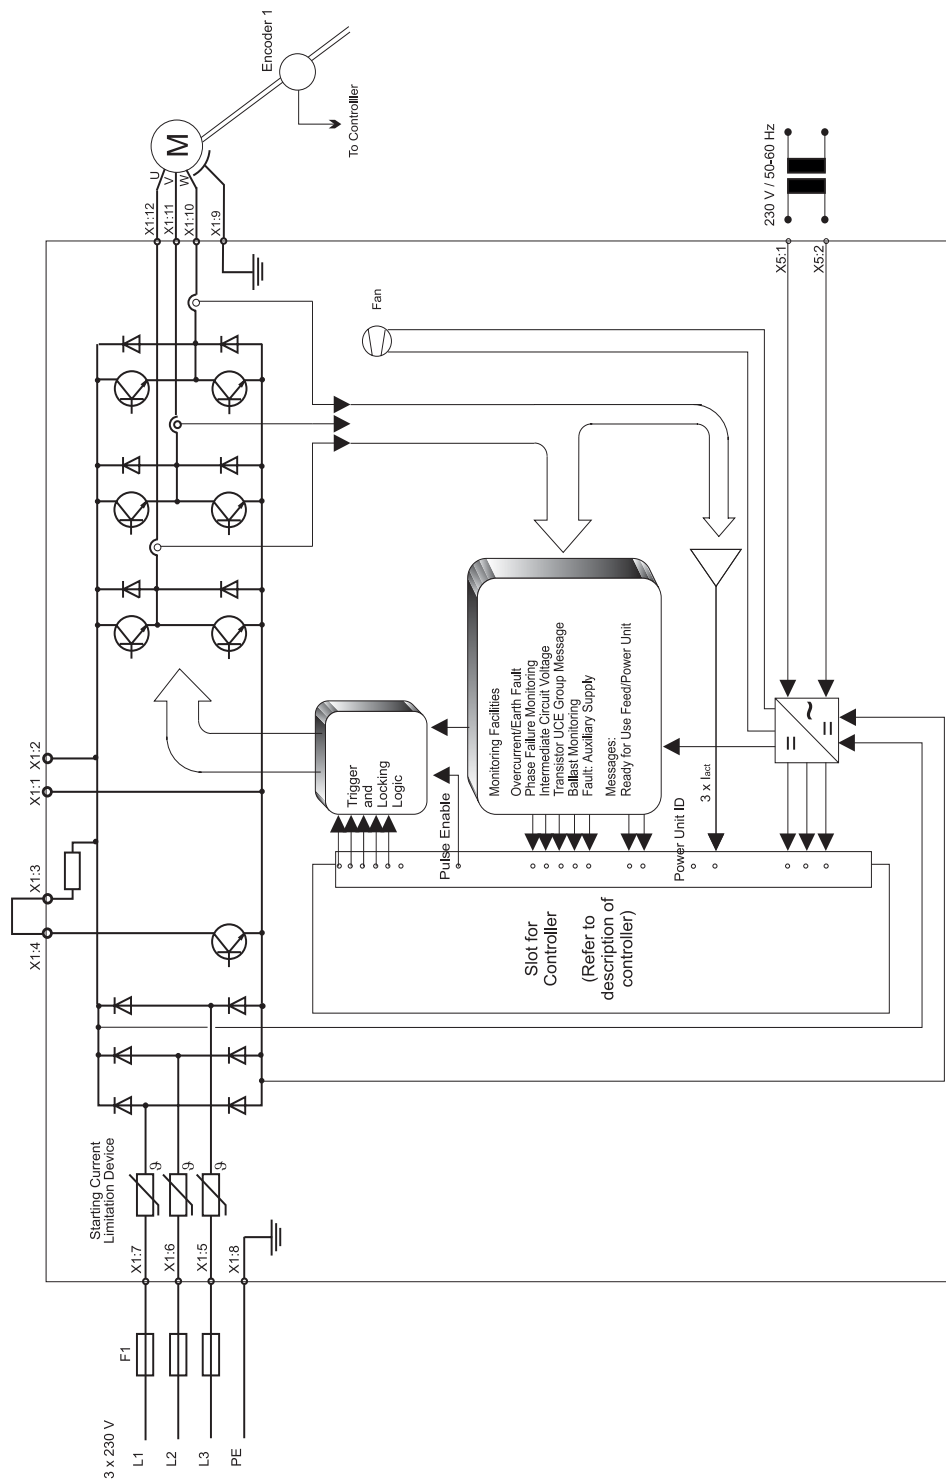 3 x 230 V
L1
L2
L3
PE
F1
X1:7
X1:6
X1:5
X1:8
Starting Current
Limitation Device
ϑ
ϑ
ϑ
X1:4
X1:3
X1:1
X1:2
Slot for
Controller
(Refer to
description of
controller)
Trigger
and
Locking
Logic
Pulse Enable
Monitoring Facilities
Overcurrent/Earth Fault
Phase Failure Monitoring
Intermediate Circuit Voltage
Transistor UCE Group Message
Ballast Monitoring
Fault: Auxiliary Supply
Messages:
Ready for Use Feed/Power Unit
Power Unit ID
3 x Iact
=
~
=
Fan
X1:12
X1:11
X1:10
X1:9
U
V
W
M
Encoder 1
To Controlller
X5:1
X5:2
230 V / 50-60 Hz